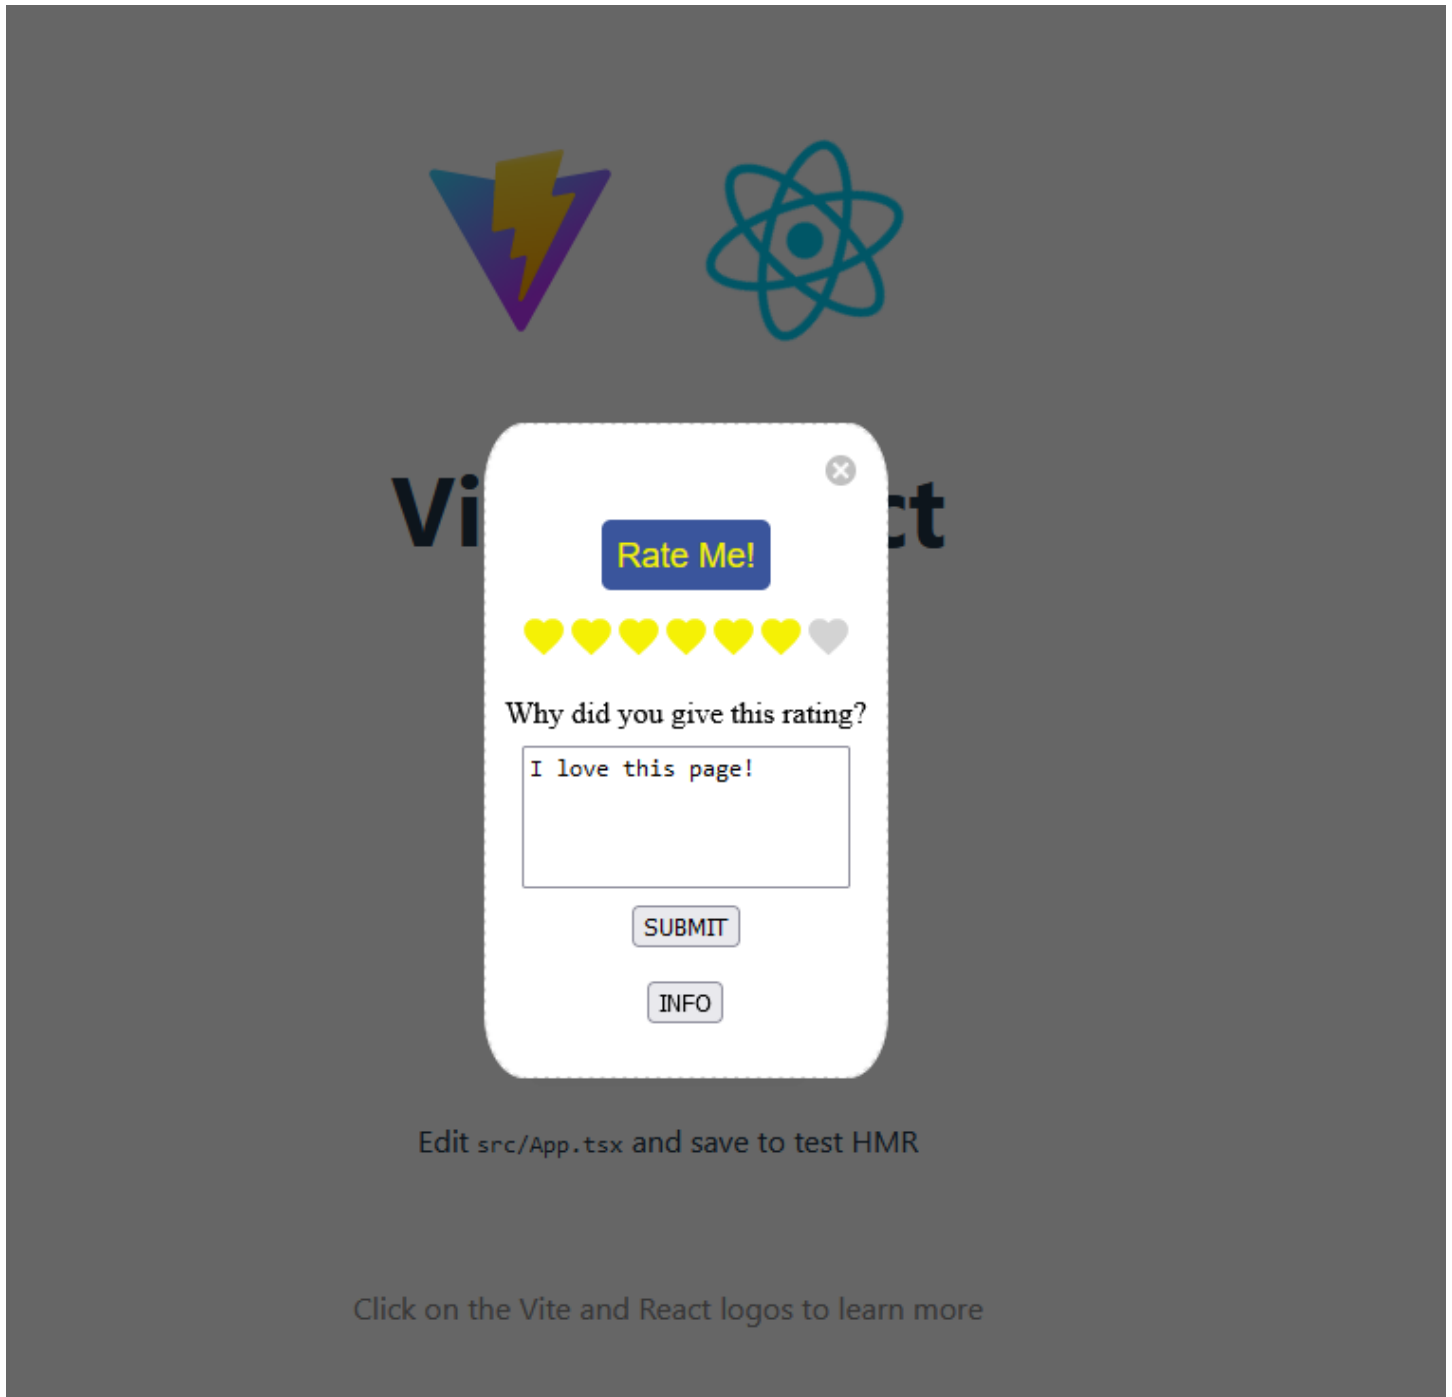 Vi ct
Rate Me!
Why did you give this rating?
I love this page!
SUBMIT
INFO
Edit src/App.tsx and save to test HMR
Click on the Vite and React logos to learn more